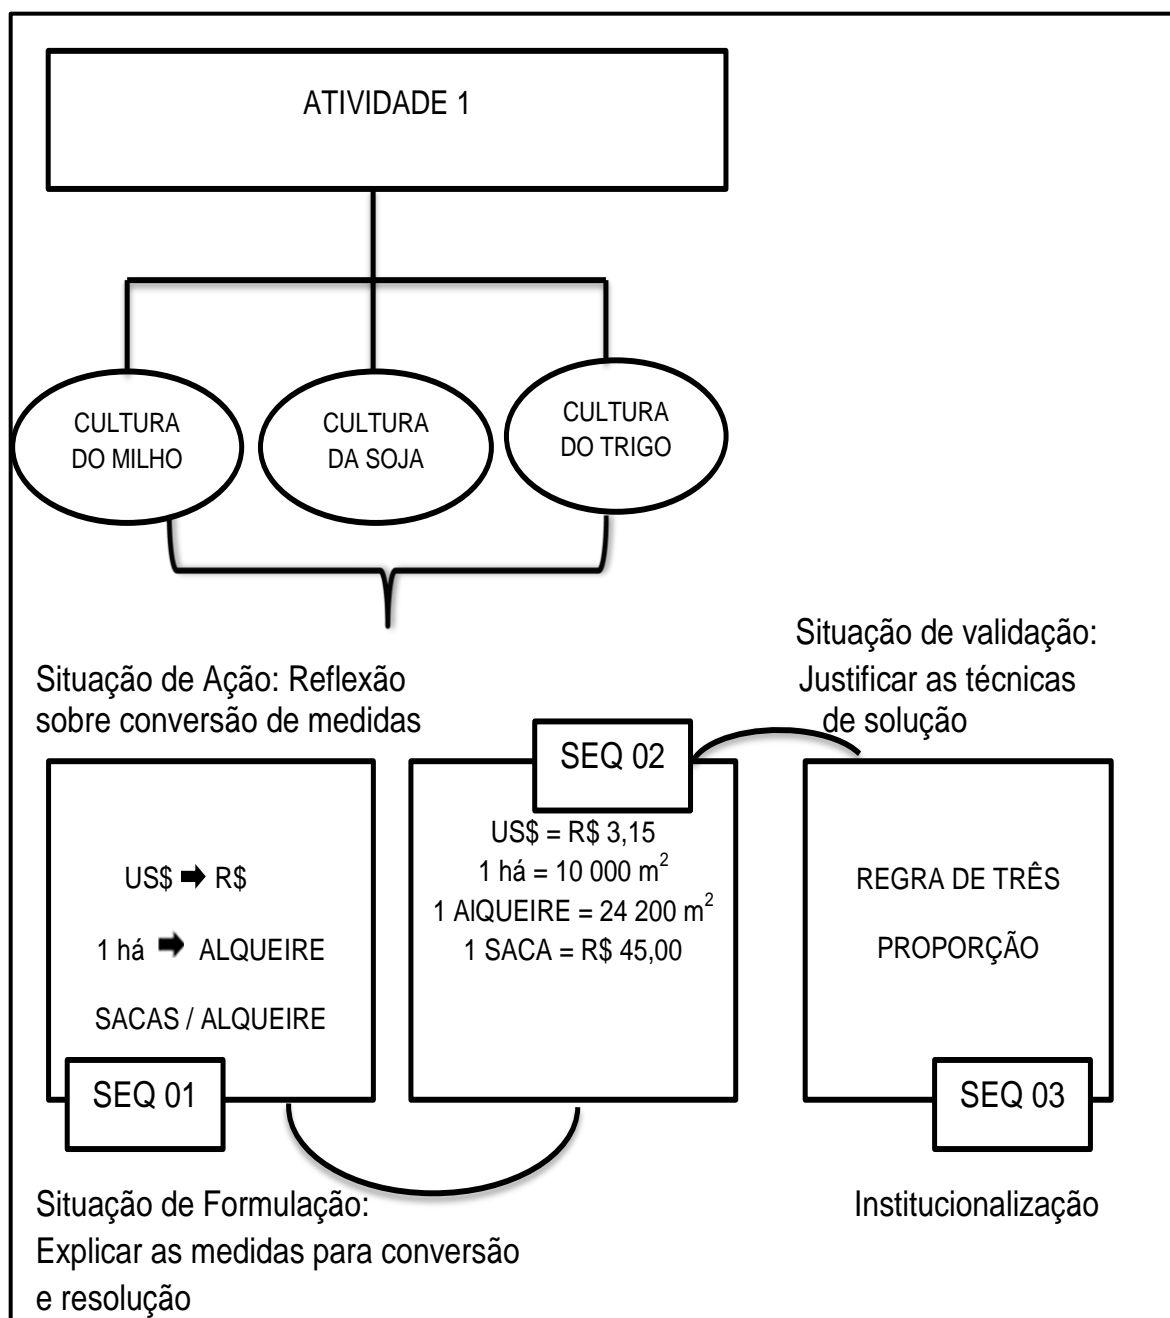 ATIVIDADE 1
CULTURA
DO MILHO
CULTURA
DA SOJA
CULTURA
DO TRIGO
Situação de Ação: Reflexão
sobre conversão de medidas
Situação de validação:
Justificar as técnicas
de solução
US$ ➡ R$
1 há ➡ ALQUEIRE
SACAS / ALQUEIRE
SEQ 01
SEQ 02
US$ = R$ 3,15
1 há = 10 000 m²
1 AlQUEIRE = 24 200 m²
1 SACA = R$ 45,00
REGRA DE TRÊS
PROPORÇÃO
SEQ 03
Situação de Formulação:
Explicar as medidas para conversão
e resolução
Institucionalização